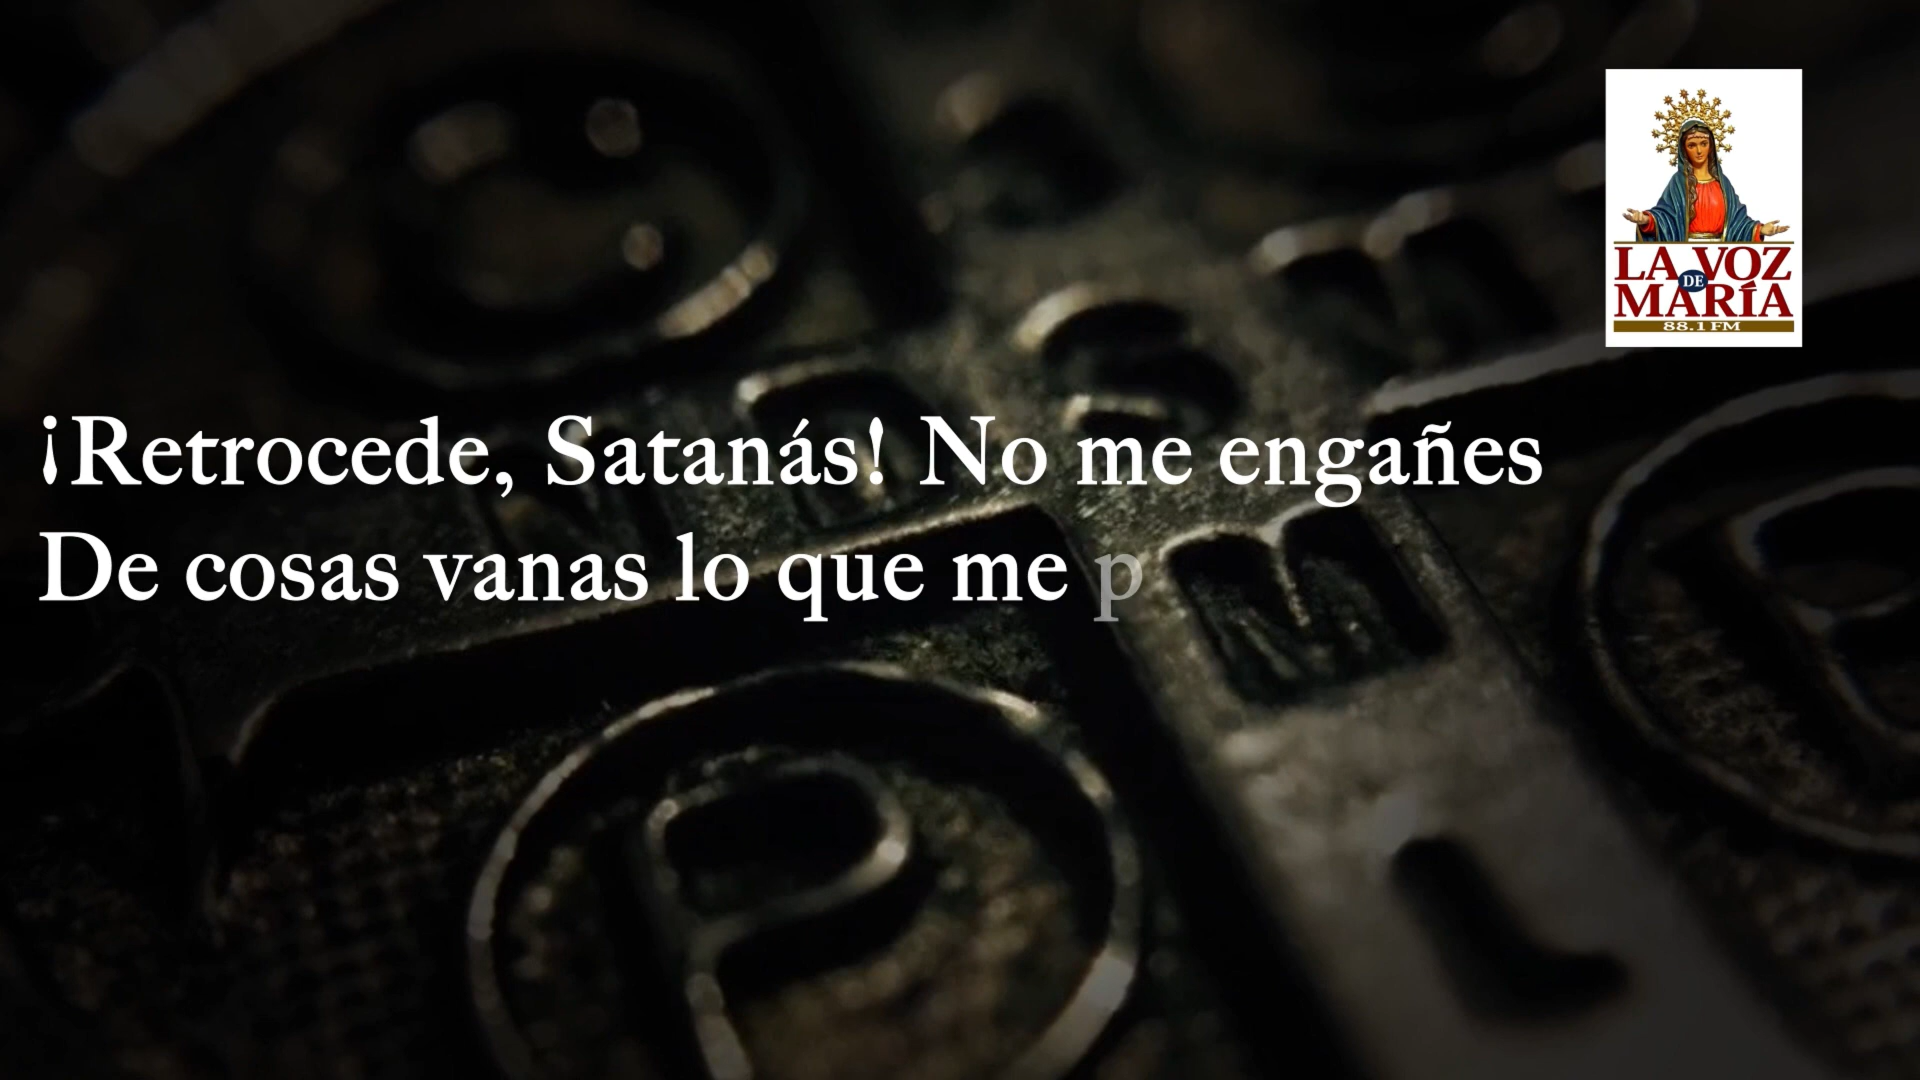 LA VOZ
DE
MARÍA
88.1 FM
¡Retrocede, Satanás! No me engañes
De cosas vanas lo que me p
N D S M
S
M
L
P